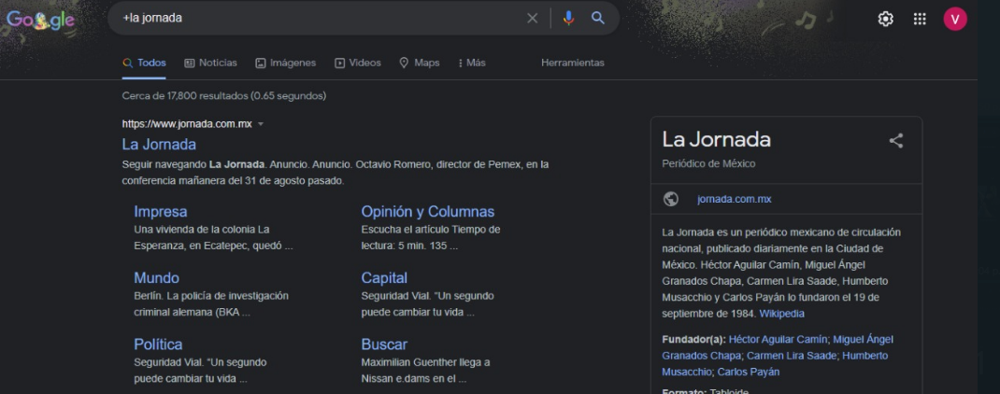 Google
+la jornada
V
Todos
Noticias
Imágenes
Videos
Maps
Más
Herramientas
Cerca de 17,800 resultados (0.65 segundos)
https://www.jornada.com.mx
La Jornada
Seguir navegando La Jornada. Anuncio. Anuncio. Octavio Romero, director de Pemex, en la
conferencia mañanera del 31 de agosto pasado.
Impresa
Una vivienda de la colonia La
Esperanza, en Ecatepec, quedó ...
Opinión y Columnas
Escucha el artículo Tiempo de
lectura: 5 min. 135 ...
Mundo
Berlín. La policía de investigación
criminal alemana (BKA ...
Capital
Seguridad Vial. “Un segundo
puede cambiar tu vida ...
Política
Seguridad Vial. “Un segundo
puede cambiar tu vida ...
Buscar
Maximilian Guenther llega a
Nissan e.dams en el ...
La Jornada
Periódico de México
jornada.com.mx
La Jornada es un periódico mexicano de circulación
nacional, publicado diariamente en la Ciudad de
México. Héctor Aguilar Camín, Miguel Ángel
Granados Chapa, Carmen Lira Saade, Humberto
Musacchio y Carlos Payán lo fundaron el 19 de
septiembre de 1984. Wikipedia
Fundador(a): Héctor Aguilar Camín; Miguel Ángel
Granados Chapa; Carmen Lira Saade; Humberto
Musacchio; Carlos Payán
Formato: Tabloide